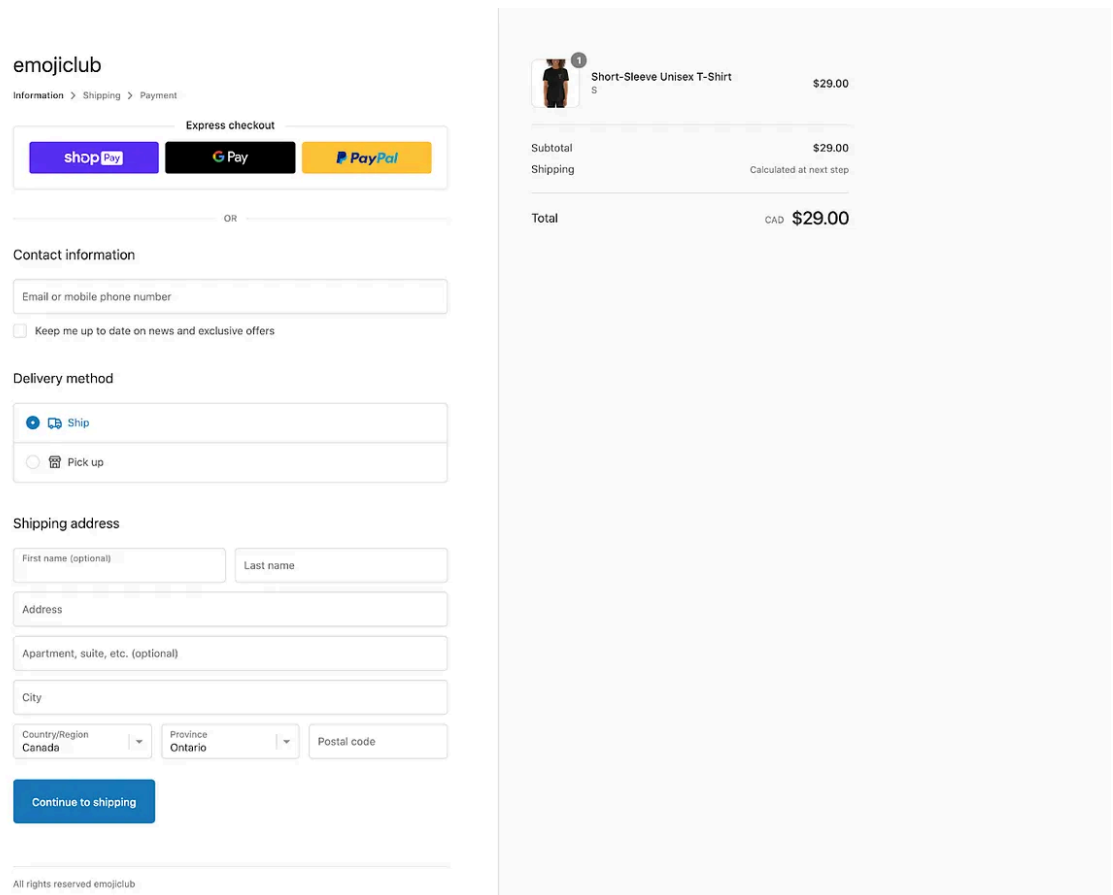 emojiclub
Information > Shipping > Payment
Express checkout
shop Pay
G Pay
PayPal
OR
Contact information
Email or mobile phone number
Keep me up to date on news and exclusive offers
Delivery method
Ship
Pick up
Shipping address
First name (optional)
Last name
Address
Apartment, suite, etc. (optional)
City
Country/Region
Canada
Province
Ontario
Postal code
Continue to shipping
All rights reserved emojiclub
1
Short-Sleeve Unisex T-Shirt
S
$29.00
Subtotal $29.00
Shipping Calculated at next step
Total CAD $29.00